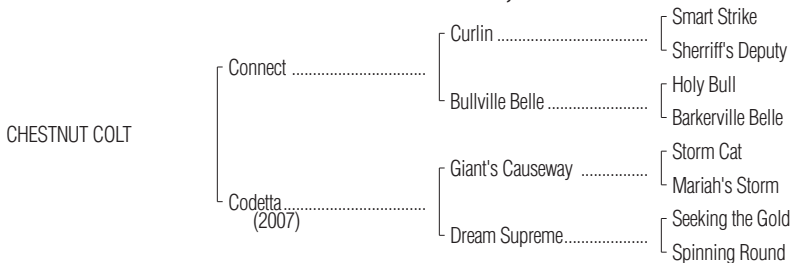 Smart Strike
Curlin ....................................
Sherriff's Deputy
Connect ................................
Holy Bull
Bullville Belle ........................
Barkerville Belle
CHESTNUT COLT
Storm Cat
Giant's Causeway ................
Mariah's Storm
Codetta..................................
(2007)
Seeking the Gold
Dream Supreme....................
Spinning Round